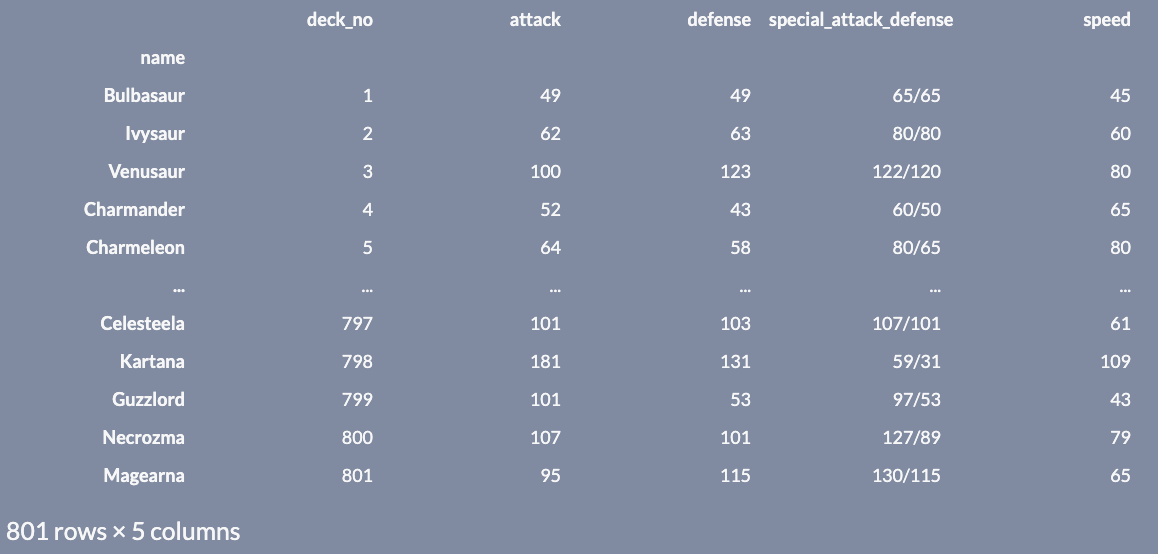 deck_no attack defense special_attack_defense speed
name
Bulbasaur 1 49 49 65/65 45
Ivysaur 2 62 63 80/80 60
Venusaur 3 100 123 122/120 80
Charmander 4 52 43 60/50 65
Charmeleon 5 64 58 80/65 80
... ... ... ... ... ...
Celesteela 797 101 103 107/101 61
Kartana 798 181 131 59/31 109
Guzzlord 799 101 53 97/53 43
Necrozma 800 107 101 127/89 79
Magearna 801 95 115 130/115 65
801 rows × 5 columns